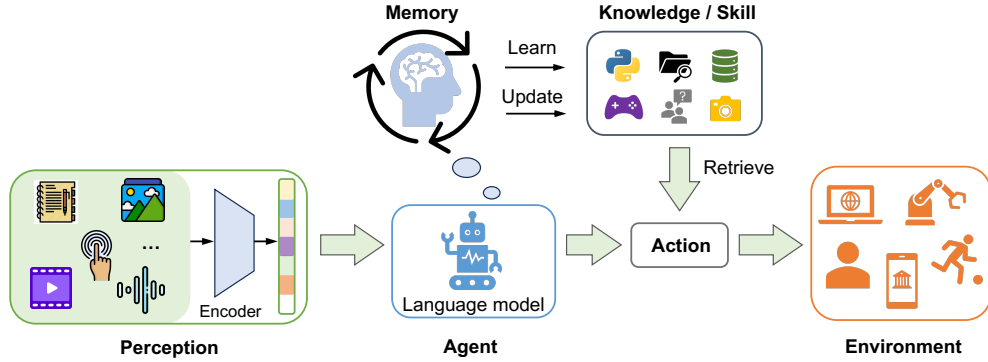 Memory
Knowledge / Skill
Learn
Update
?
Retrieve
...
Encoder
Language model
Action
Perception
Agent
Environment